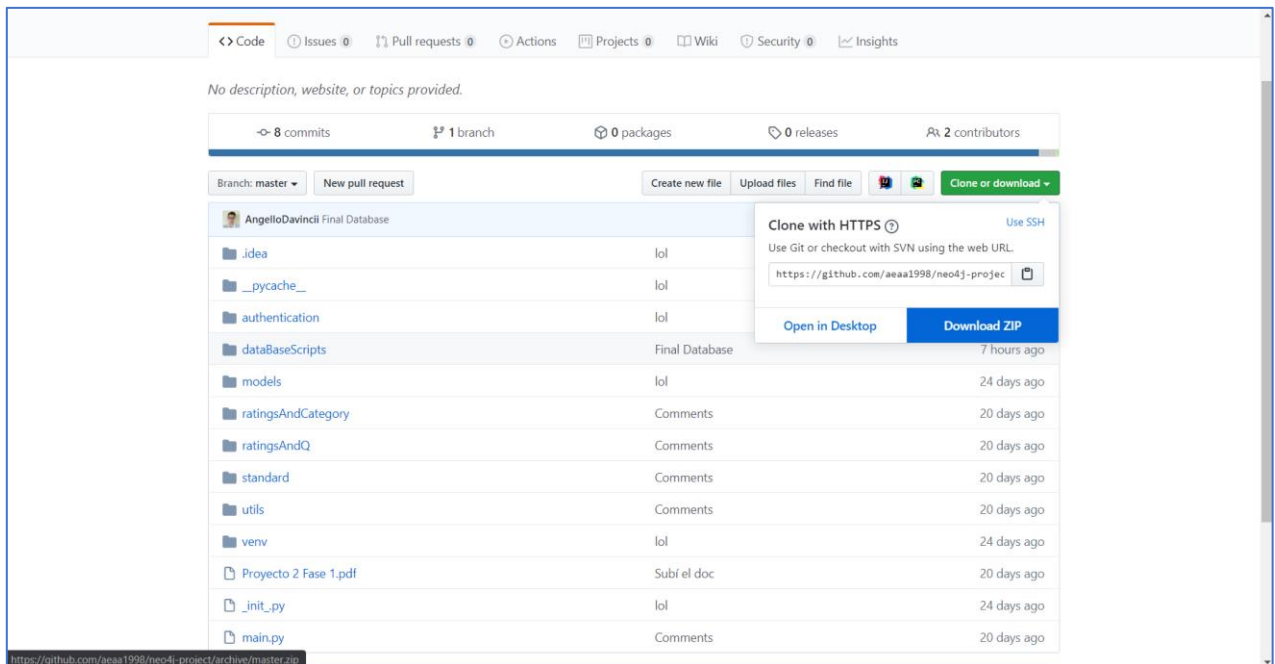 <> Code Issues 0 Pull requests 0 Actions Projects 0 Wiki Security 0 Insights
No description, website, or topics provided.
8 commits 1 branch 0 packages 0 releases 2 contributors
Branch: master New pull request Create new file Upload files Find file Clone or download
AngelloDavincii Final Database
Clone with HTTPS ? Use SSH
Use Git or checkout with SVN using the web URL.
https://github.com/aeaa1998/neo4j-projec
Open in Desktop Download ZIP
.idea lol
__pycache__ lol
authentication lol
dataBaseScripts Final Database 7 hours ago
models lol 24 days ago
ratingsAndCategory Comments 20 days ago
ratingsAndQ Comments 20 days ago
standard Comments 20 days ago
utils Comments 20 days ago
venv lol 24 days ago
Proyecto 2 Fase 1.pdf Subí el doc 20 days ago
_init_.py lol 24 days ago
main.py Comments 20 days ago
https://github.com/aeaa1998/neo4j-project/archive/master.zip